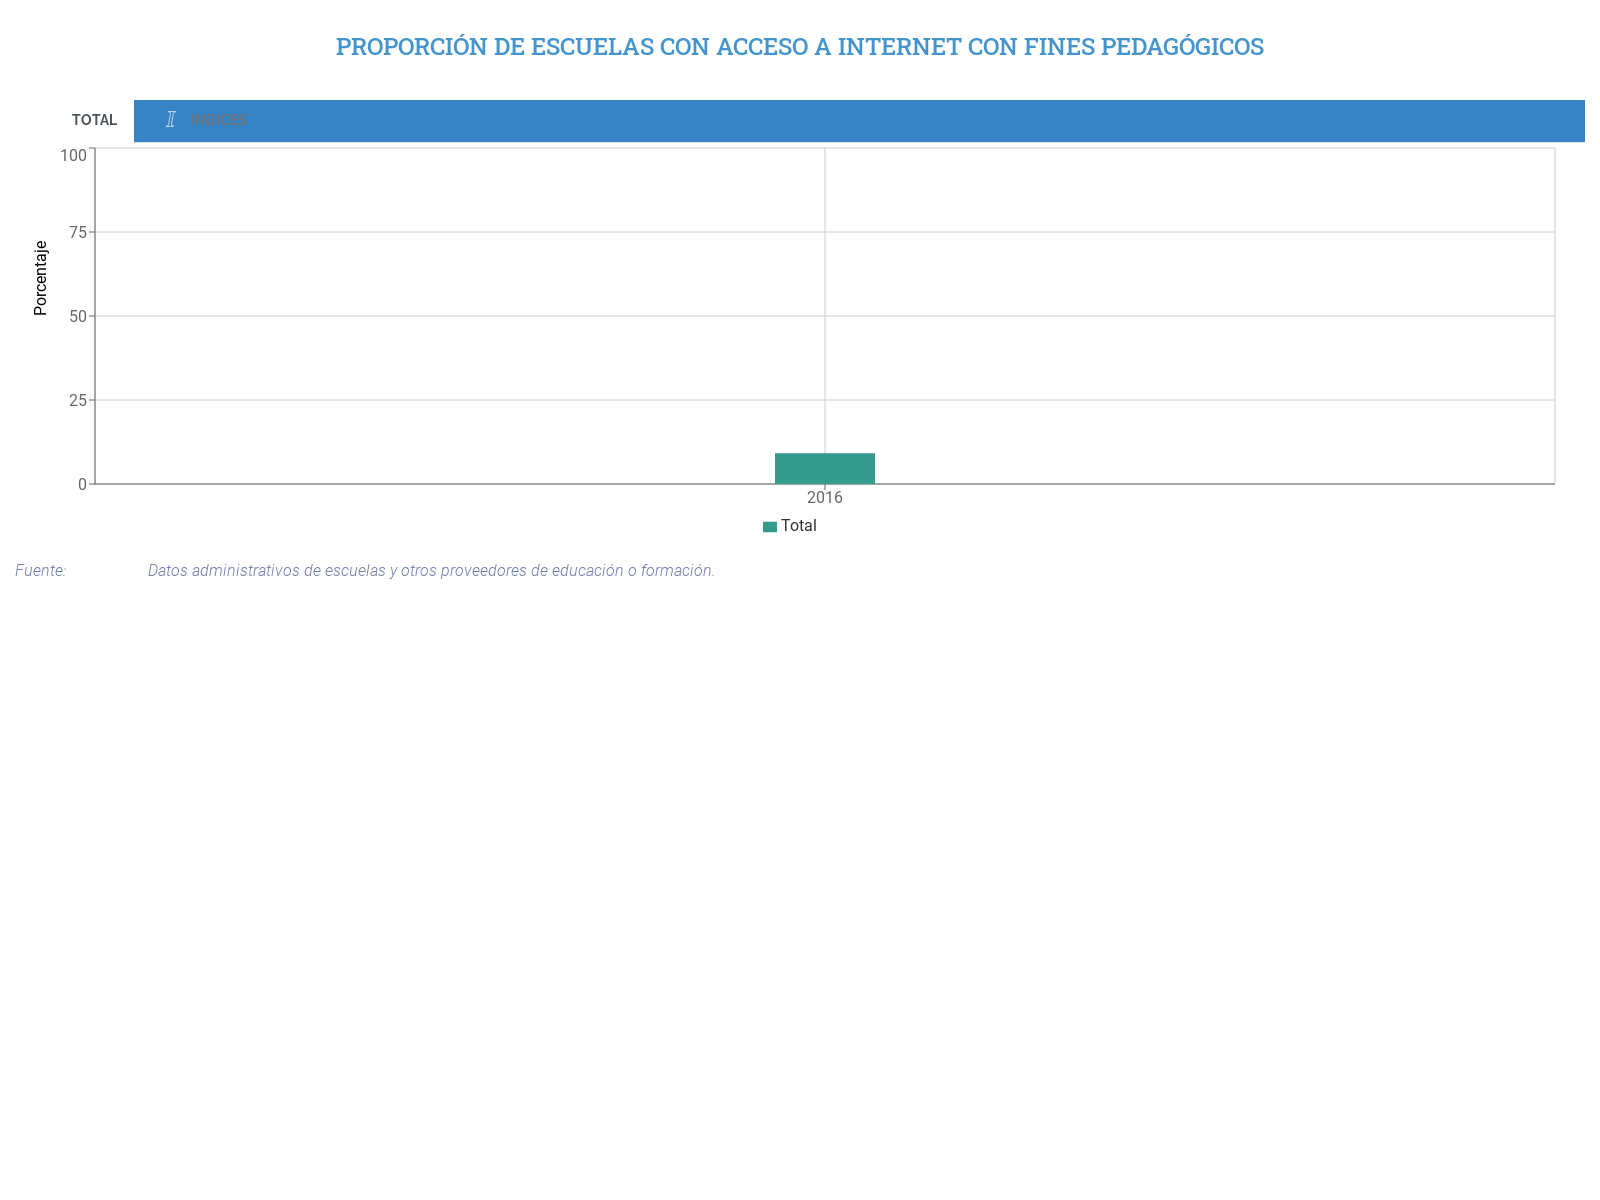 PROPORCIÓN DE ESCUELAS CON ACCESO A INTERNET CON FINES PEDAGÓGICOS
TOTAL INDICES
100
75
50
25
0
Porcentaje
2016
Total
Fuente: Datos administrativos de escuelas y otros proveedores de educación o formación.